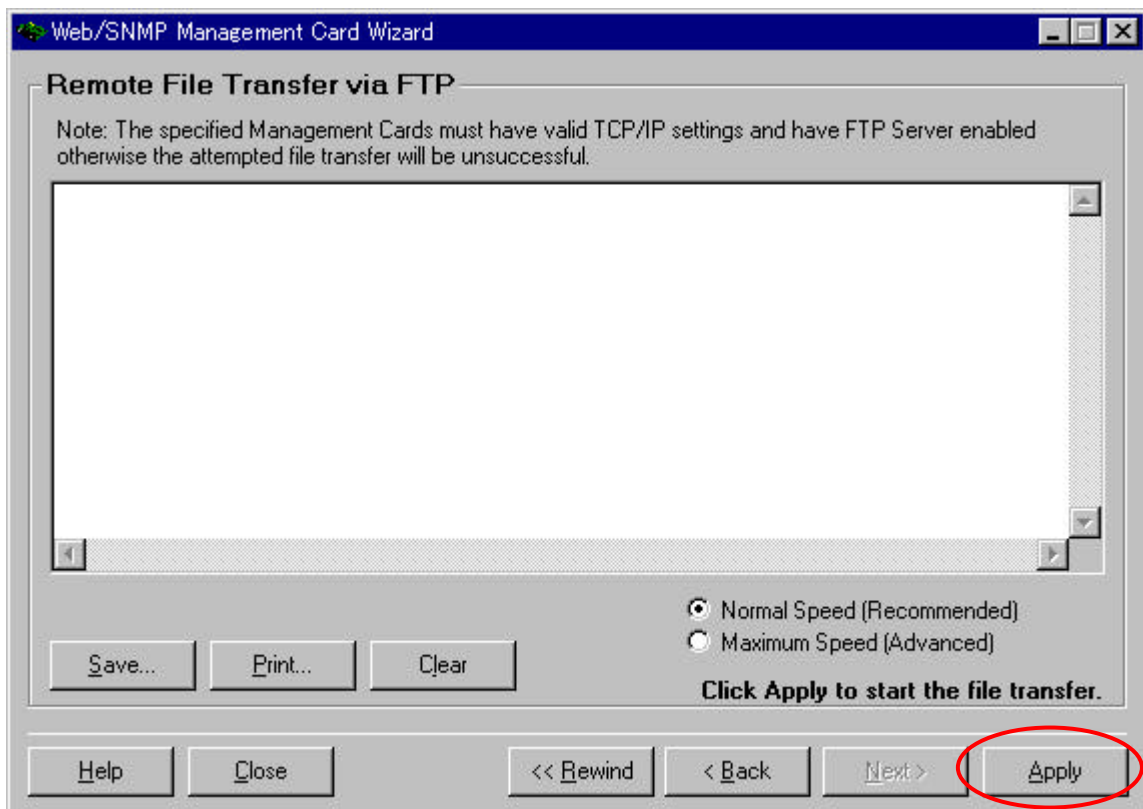 Web/SNMP Management Card Wizard
Remote File Transfer via FTP
Note: The specified Management Cards must have valid TCP/IP settings and have FTP Server enabled
otherwise the attempted file transfer will be unsuccessful.
Normal Speed (Recommended)
Maximum Speed (Advanced)
Save... Print... Clear
Click Apply to start the file transfer.
Help Close << Rewind < Back Next > Apply